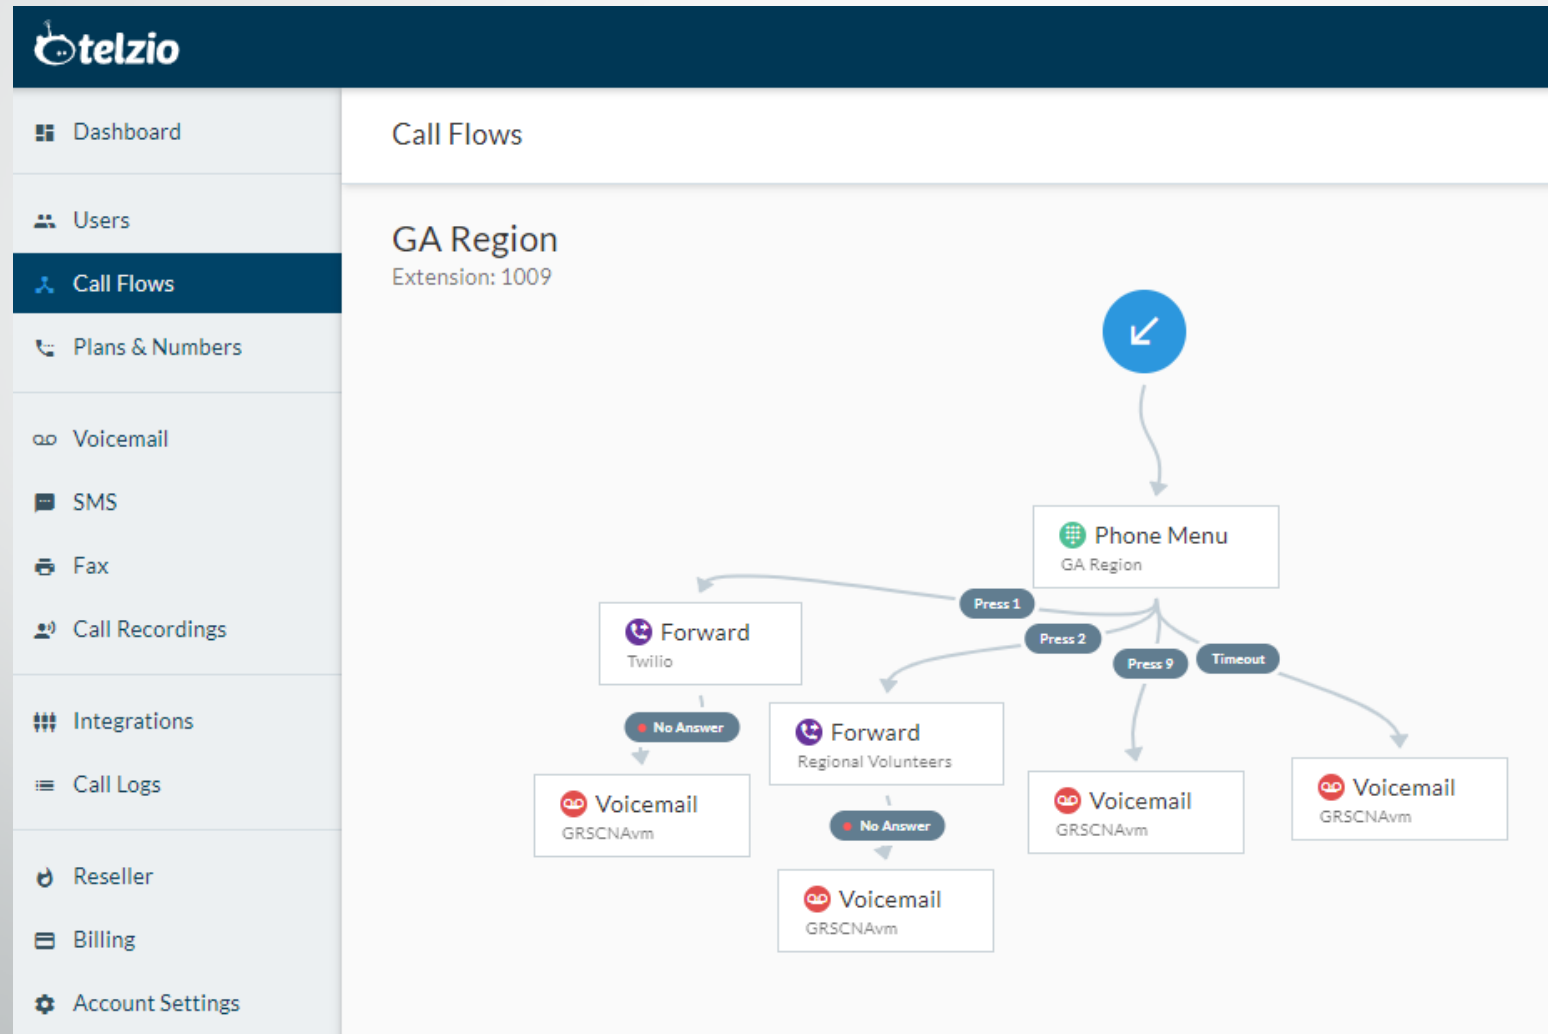 telzio
Dashboard
Users
Call Flows
Plans & Numbers
Voicemail
SMS
Fax
Call Recordings
Integrations
Call Logs
Reseller
Billing
Account Settings
Call Flows
GA Region
Extension: 1009
Phone Menu
GA Region
Press 1
Press 2
Press 9
Timeout
Forward
Twilio
No Answer
Voicemail
GRSCNAvm
Forward
Regional Volunteers
No Answer
Voicemail
GRSCNAvm
Voicemail
GRSCNAvm
Voicemail
GRSCNAvm